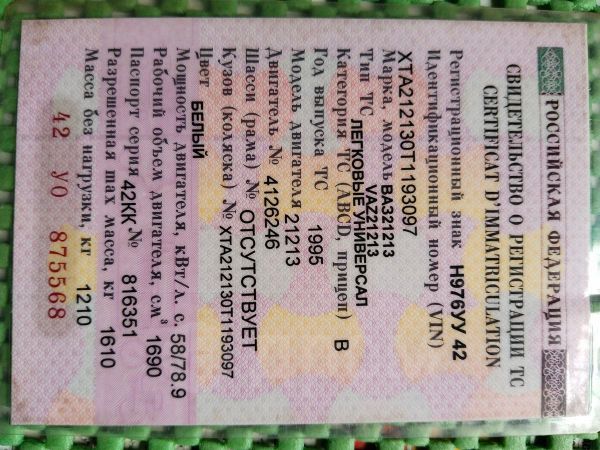 РОССИЙСКАЯ ФЕДЕРАЦИЯ
СВИДЕТЕЛЬСТВО О РЕГИСТРАЦИИ ТС
CERTIFICAT D'IMMATRICULATION
Регистрационный знак Н976УУ 42
Идентификационный номер (VIN)
XTA212130T1193097
Марка, модель ВАЗ21213
VAZ21213
Тип ТС
ЛЕГКОВЫЕ УНИВЕРСАЛ
Категория ТС (ABCD, прицеп) В
Год выпуска ТС 1995
Модель двигателя 21213
Двигатель № 4126246
Шасси (рама) № ОТСУТСТВУЕТ
Кузов (коляска) № ХТА212130Т1193097
Цвет БЕЛЫЙ
Мощность двигателя, кВт/л. с. 58/78.9
Рабочий объем двигателя, см³ 1690
Паспорт серия 42КК № 816351
Разрешенная max масса, кг 1610
Масса без нагрузки, кг 1210
42 УО 875568